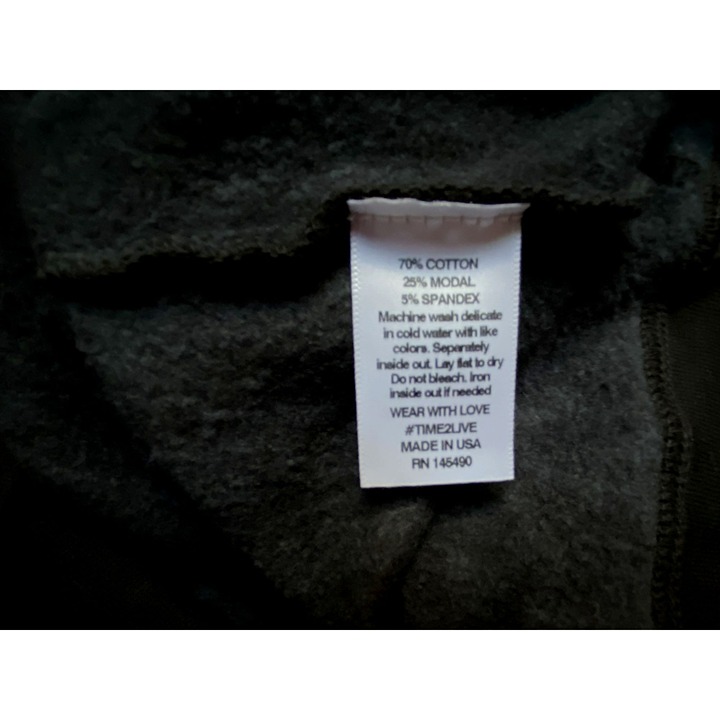 70% COTTON
25% MODAL
5% SPANDEX
Machine wash delicate
in cold water with like
colors. Separately
inside out. Lay flat to dry
Do not bleach. Iron
inside out if needed
WEAR WITH LOVE
#TIME2LIVE
MADE IN USA
RN 145490